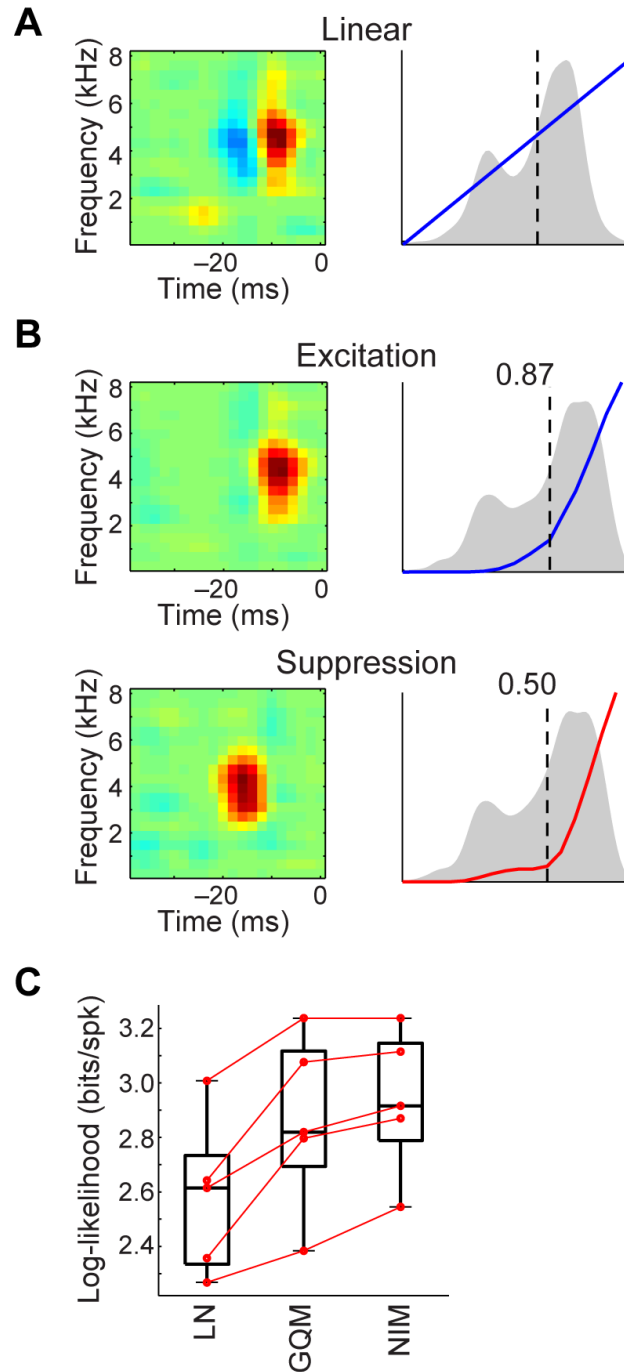 A
Linear
Frequency (kHz)
8
6
4
2
–20
0
Time (ms)
B
Excitation
0.87
Frequency (kHz)
8
6
4
2
–20
0
Time (ms)
Suppression
0.50
Frequency (kHz)
8
6
4
2
–20
0
Time (ms)
C
Log-likelihood (bits/spk)
3.2
3.0
2.8
2.6
2.4
LN
GQM
NIM